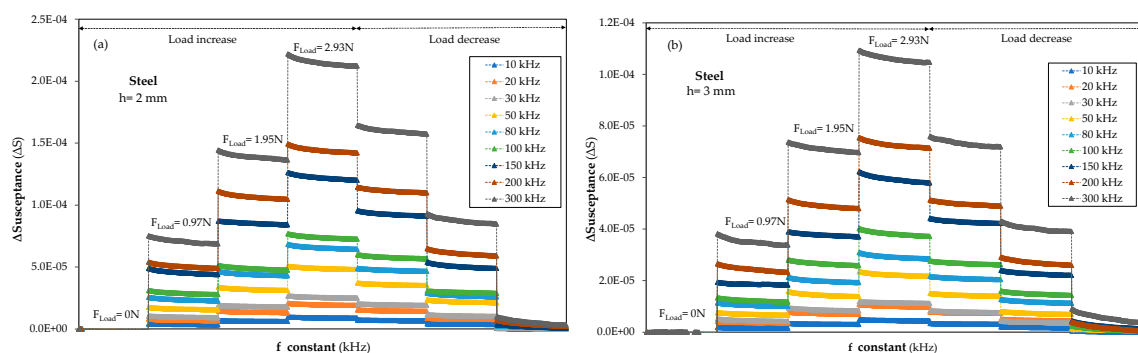 2.5E-04
2.0E-04
1.5E-04
1.0E-04
5.0E-05
0.0E+00
ΔSusceptance (ΔS)
(a)
Load increase
Load decrease
Steel
h= 2 mm
FLoad= 0N
FLoad= 0.97N
FLoad= 1.95N
FLoad= 2.93N
10 kHz
20 kHz
30 kHz
50 kHz
80 kHz
100 kHz
150 kHz
200 kHz
300 kHz
f_constant (kHz)
1.2E-04
1.0E-04
8.0E-05
6.0E-05
4.0E-05
2.0E-05
0.0E+00
ΔSusceptance (ΔS)
(b)
Load increase
Load decrease
Steel
h= 3 mm
FLoad= 0N
FLoad= 0.97N
FLoad= 1.95N
FLoad= 2.93N
10 kHz
20 kHz
30 kHz
50 kHz
80 kHz
100 kHz
150 kHz
200 kHz
300 kHz
f_constant (kHz)